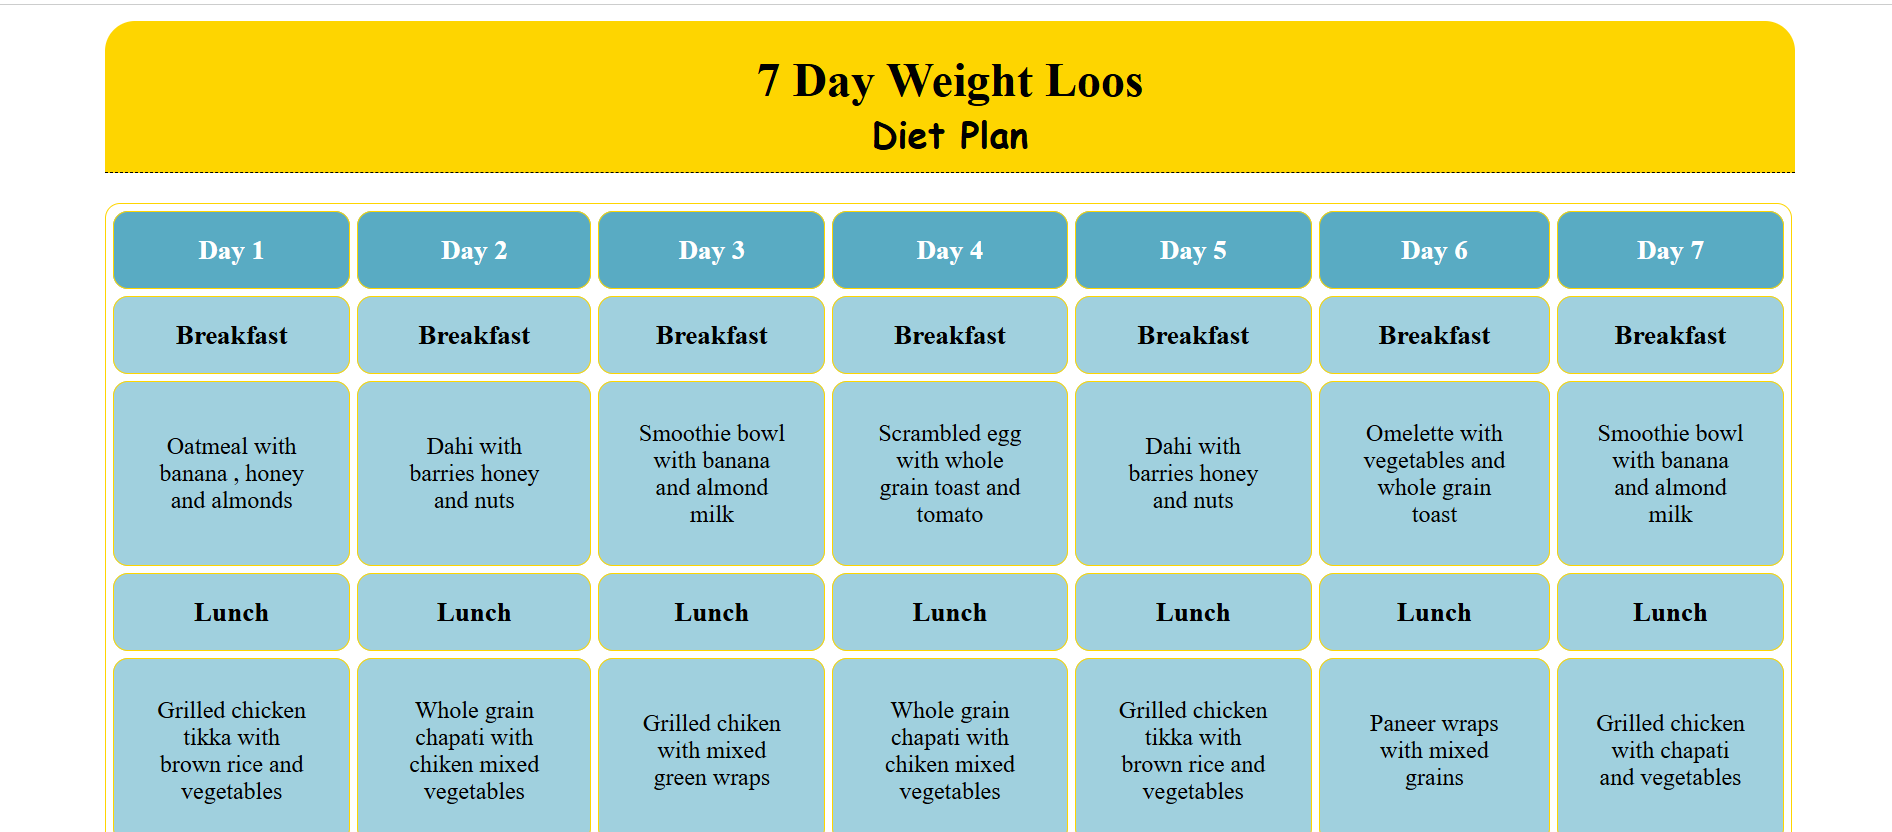 7 Day Weight Loos
Diet Plan
Day 1
Day 2
Day 3
Day 4
Day 5
Day 6
Day 7
Breakfast
Breakfast
Breakfast
Breakfast
Breakfast
Breakfast
Breakfast
Oatmeal with
banana , honey
and almonds
Dahi with
barries honey
and nuts
Smoothie bowl
with banana
and almond
milk
Scrambled egg
with whole
grain toast and
tomato
Dahi with
barries honey
and nuts
Omelette with
vegetables and
whole grain
toast
Smoothie bowl
with banana
and almond
milk
Lunch
Lunch
Lunch
Lunch
Lunch
Lunch
Lunch
Grilled chicken
tikka with
brown rice and
vegetables
Whole grain
chapati with
chiken mixed
vegetables
Grilled chiken
with mixed
green wraps
Whole grain
chapati with
chiken mixed
vegetables
Grilled chicken
tikka with
brown rice and
vegetables
Paneer wraps
with mixed
grains
Grilled chicken
with chapati
and vegetables